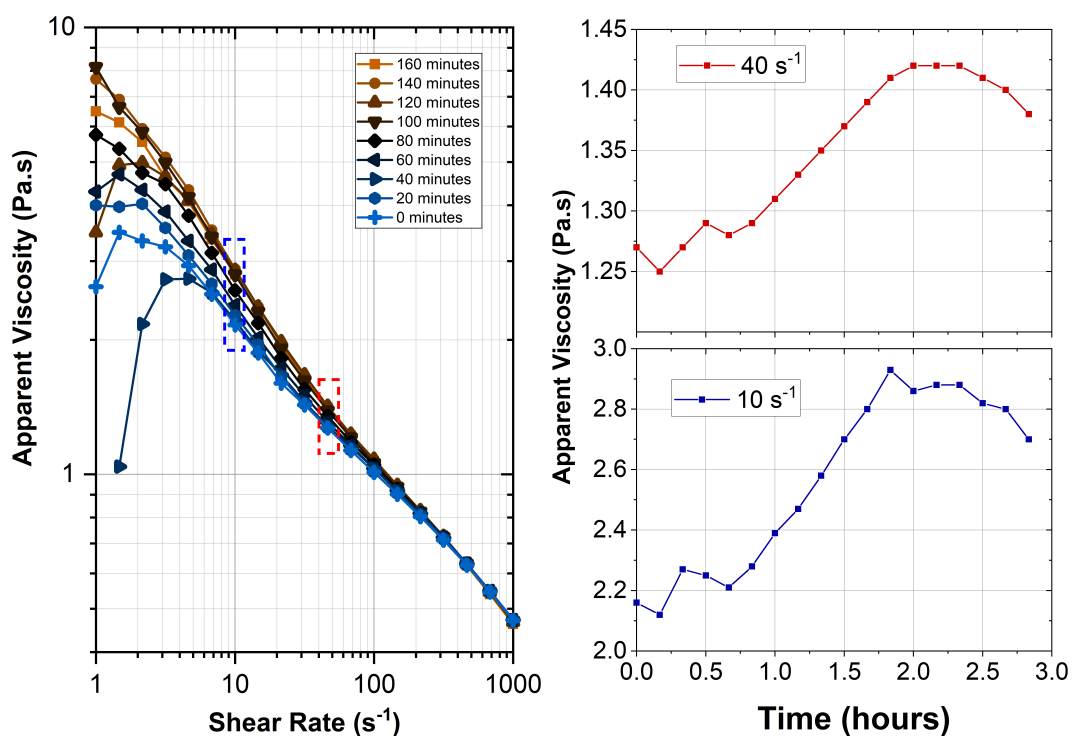 10
1
Apparent Viscosity (Pa.s)
160 minutes
140 minutes
120 minutes
100 minutes
80 minutes
60 minutes
40 minutes
20 minutes
0 minutes
1 10 100 1000
Shear Rate (s⁻¹)
1.45
1.40
1.35
1.30
1.25
40 s⁻¹
Apparent Viscosity (Pa.s)
3.0
2.8
2.6
2.4
2.2
2.0
10 s⁻¹
0.0 0.5 1.0 1.5 2.0 2.5 3.0
Time (hours)